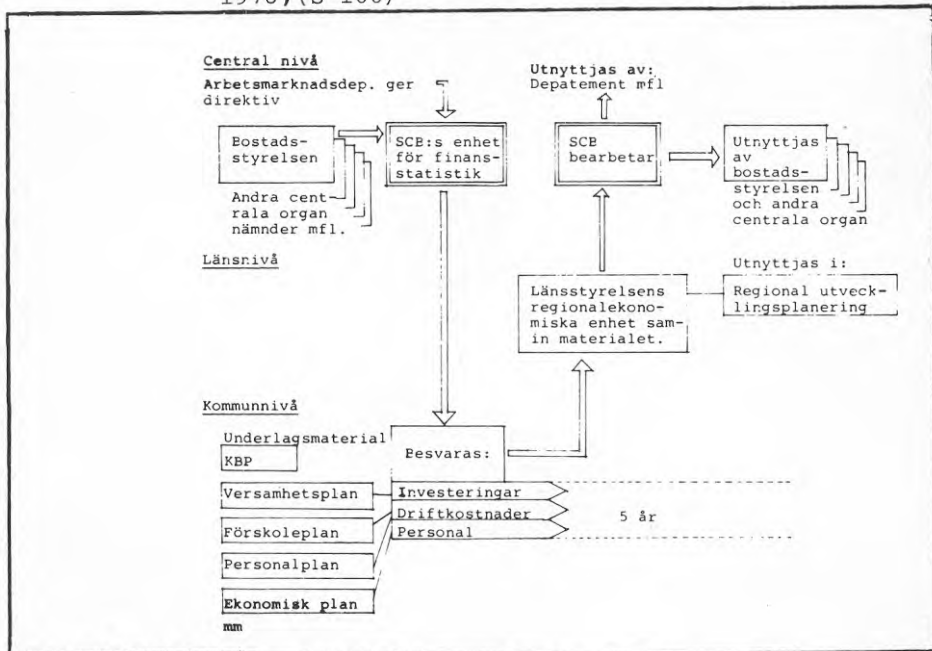 1978,(S 100)
Central nivå
Arbetsmarknadsdep. ger
direktiv
Utnyttjas av:
Depatement mfl
Bostads-
styrelsen
SCB:s enhet
för finans-
statistik
SCB
bearbetar
Utnyttjas
av
bostads-
styrelsen
och andra
centrala organ
Andra cent-
rala organ
nämnder mfl.
Länsnivå
Utnyttjas i:
Länsstyrelsens
regionalekono-
miska enhet sam-
in materialet.
Regional utveck-
lingsplanering
Kommunnivå
Underlagsmaterial
KBP
Besvaras:
Versamhetsplan
Investeringar
Driftkostnader
5 år
Förskoleplan
Personal
Personalplan
Ekonomisk plan
mm